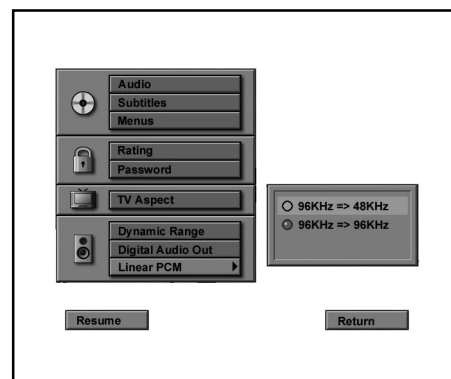 Audio
Subtitles
Menus
Rating
Password
TV Aspect
Dynamic Range
Digital Audio Out
Linear PCM
96KHz => 48KHz
96KHz => 96KHz
Resume
Return